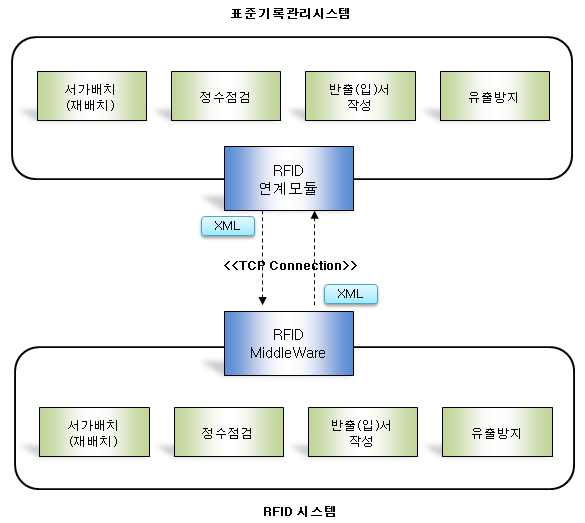 표준기록관리시스템
서가배치
(재배치)
정수점검
반출(입)서
작성
유출방지
RFID
연계모듈
XML
<<TCP Connection>>
XML
RFID
MiddleWare
서가배치
(재배치)
정수점검
반출(입)서
작성
유출방지
RFID 시스템